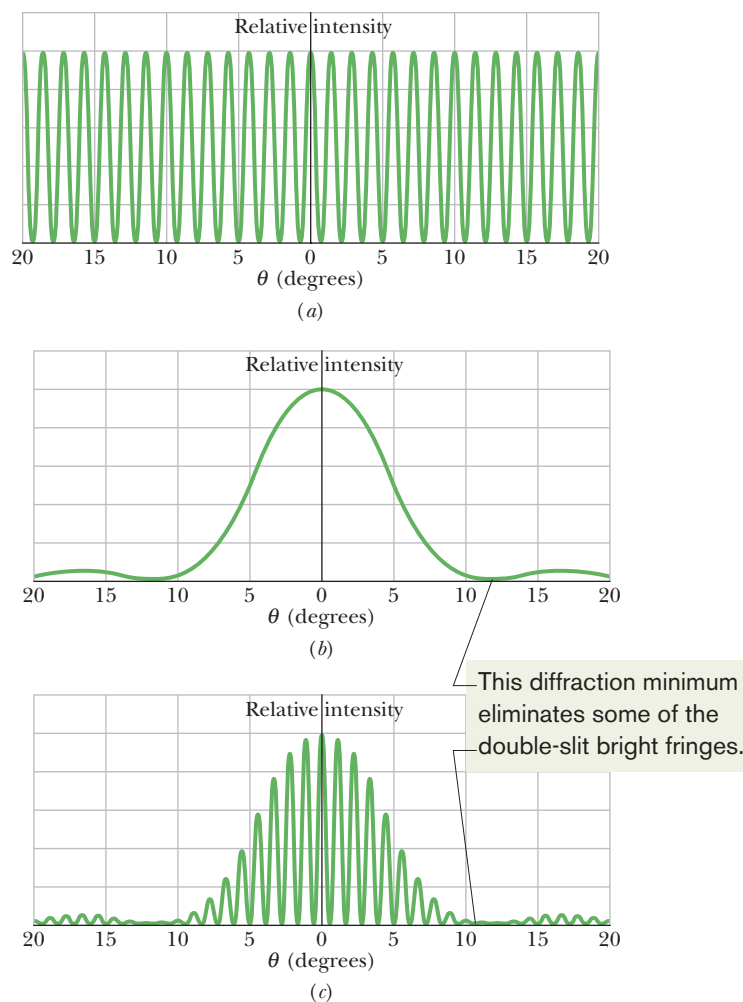 Relative intensity
20 15 10 5 0 5 10 15 20
θ (degrees)
(a)
Relative intensity
20 15 10 5 0 5 10 15 20
θ (degrees)
(b)
This diffraction minimum
eliminates some of the
double-slit bright fringes.
Relative intensity
20 15 10 5 0 5 10 15 20
θ (degrees)
(c)